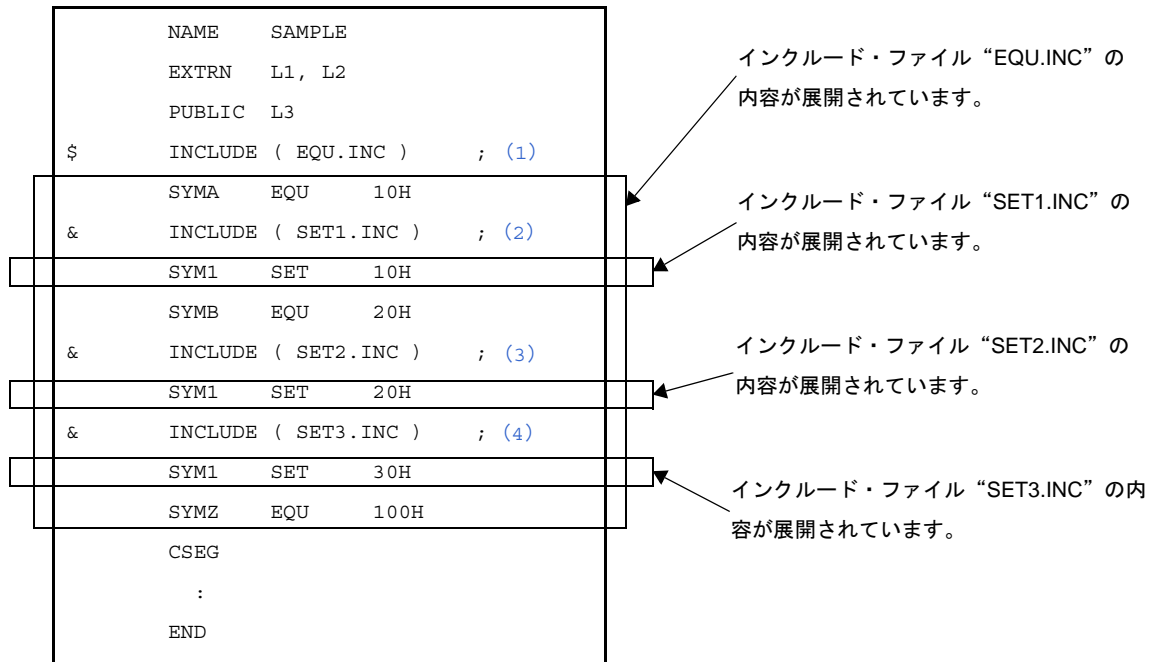 NAME SAMPLE
EXTRN L1, L2
PUBLIC L3
$ INCLUDE ( EQU.INC ) ; (1)
SYMA EQU 10H
& INCLUDE ( SET1.INC ) ; (2)
SYM1 SET 10H
SYMB EQU 20H
& INCLUDE ( SET2.INC ) ; (3)
SYM1 SET 20H
& INCLUDE ( SET3.INC ) ; (4)
SYM1 SET 30H
SYMZ EQU 100H
CSEG
:
END
インクルード・ファイル“EQU.INC”の
内容が展開されています。
インクルード・ファイル“SET1.INC”の
内容が展開されています。
インクルード・ファイル“SET2.INC”の
内容が展開されています。
インクルード・ファイル“SET3.INC”の内
容が展開されています。